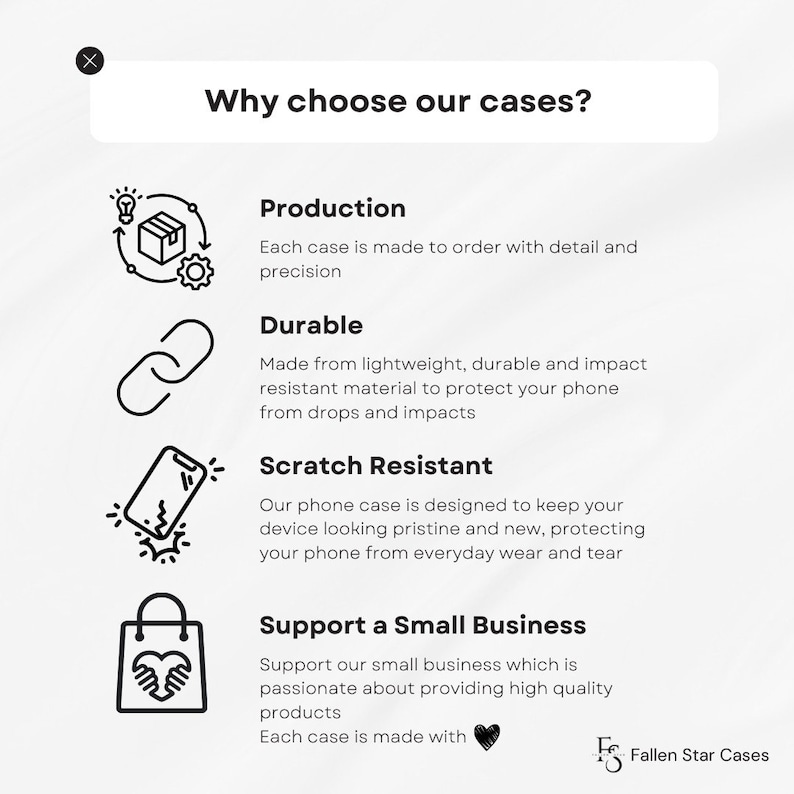 Why choose our cases?
Production
Each case is made to order with detail and
precision
Durable
Made from lightweight, durable and impact
resistant material to protect your phone
from drops and impacts
Scratch Resistant
Our phone case is designed to keep your
device looking pristine and new, protecting
your phone from everyday wear and tear
Support a Small Business
Support our small business which is
passionate about providing high quality
products
Each case is made with
FS Fallen Star Cases